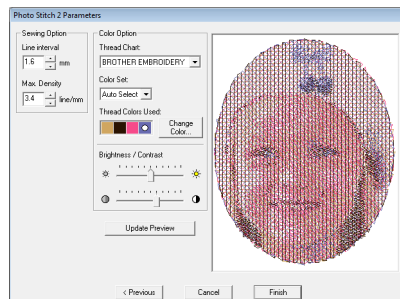 Photo Stitch 2 Parameters
Sewing Option
Line interval
1.6 mm
Max. Density
3.4 line/mm
Color Option
Thread Chart:
BROTHER EMBROIDERY
Color Set:
Auto Select
Thread Colors Used:
Change Color...
Brightness / Contrast
Update Preview
< Previous
Cancel
Finish